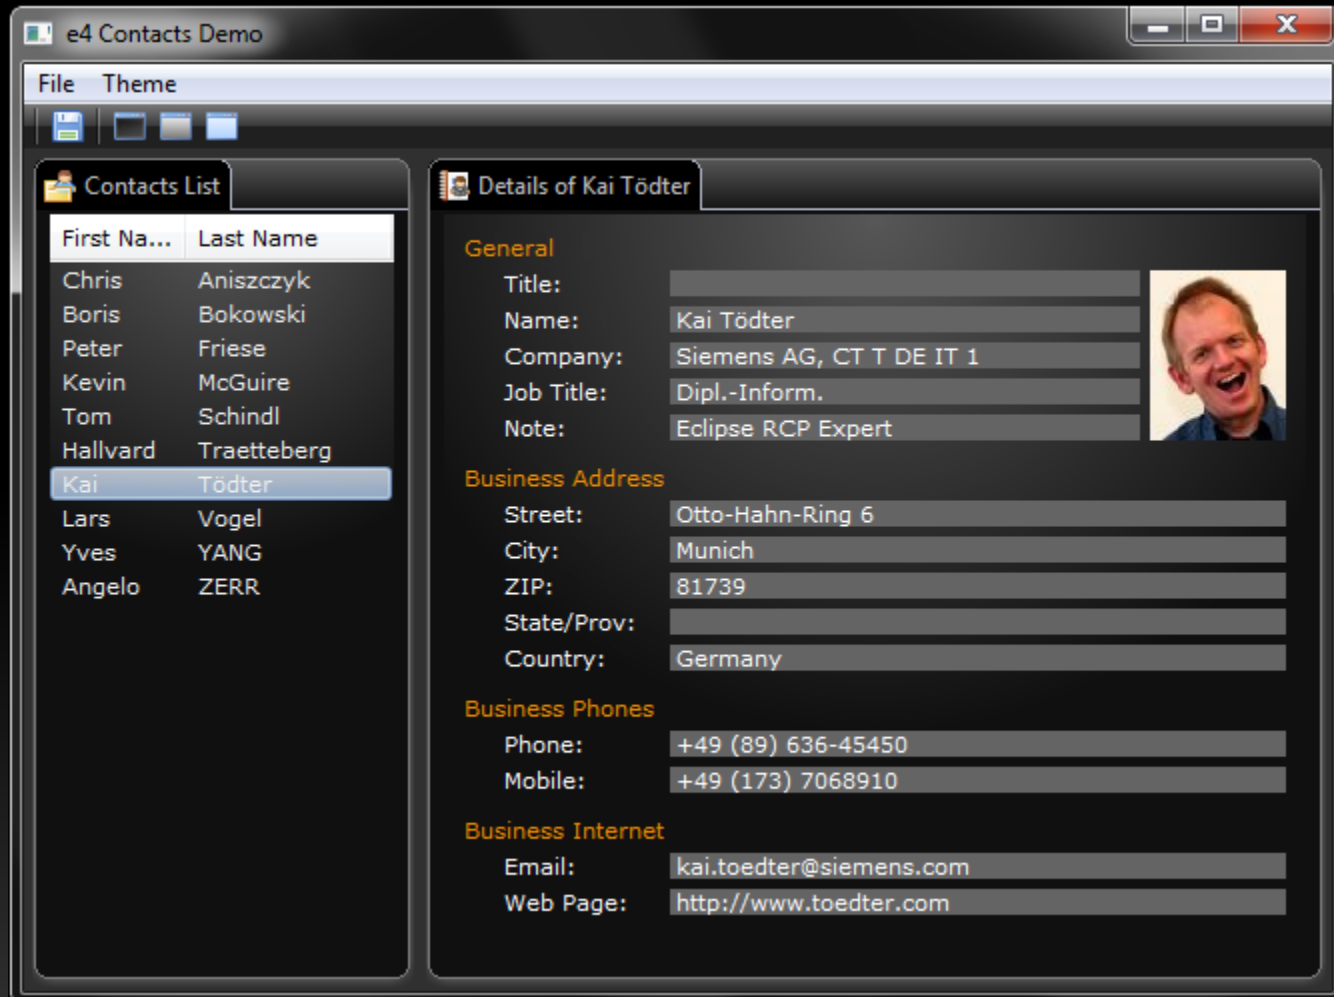 e4 Contacts Demo
File Theme
Contacts List
First Na... Last Name
Chris Aniszczyk
Boris Bokowski
Peter Friese
Kevin McGuire
Tom Schindl
Hallvard Traetteberg
Kai Tödter
Lars Vogel
Yves YANG
Angelo ZERR
Details of Kai Tödter
General
Title:
Name: Kai Tödter
Company: Siemens AG, CT T DE IT 1
Job Title: Dipl.-Inform.
Note: Eclipse RCP Expert
Business Address
Street: Otto-Hahn-Ring 6
City: Munich
ZIP: 81739
State/Prov:
Country: Germany
Business Phones
Phone: +49 (89) 636-45450
Mobile: +49 (173) 7068910
Business Internet
Email: kai.toedter@siemens.com
Web Page: http://www.toedter.com